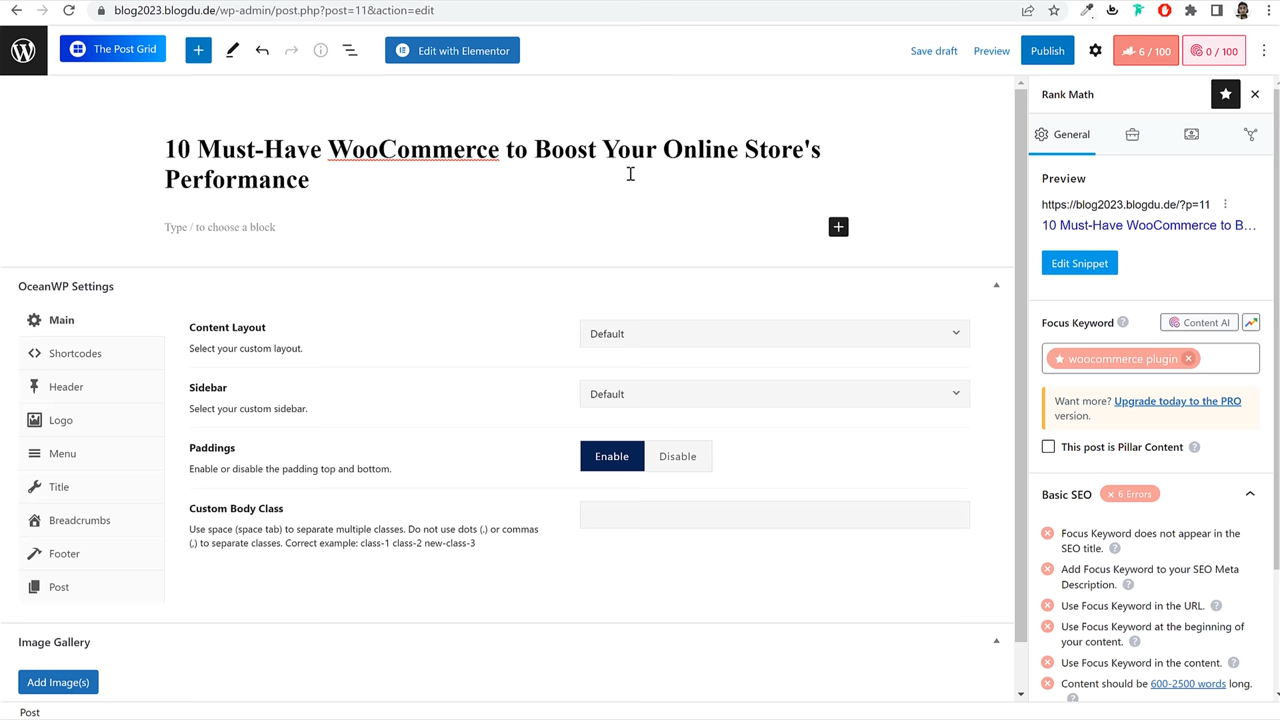 blog2023.blogdu.de/wp-admin/post.php?post=11&action=edit
The Post Grid
Edit with Elementor
Save draft
Preview
Publish
6 / 100
0 / 100
10 Must-Have WooCommerce to Boost Your Online Store's
Performance
Type / to choose a block
OceanWP Settings
Main
Shortcodes
Header
Logo
Menu
Title
Breadcrumbs
Footer
Post
Content Layout
Select your custom layout.
Default
Sidebar
Select your custom sidebar.
Default
Paddings
Enable or disable the padding top and bottom.
Enable
Disable
Custom Body Class
Use space (space tab) to separate multiple classes. Do not use dots (.) or commas
(,) to separate classes. Correct example: class-1 class-2 new-class-3
Image Gallery
Add Image(s)
Post
Rank Math
General
Preview
https://blog2023.blogdu.de/?p=11
10 Must-Have WooCommerce to B...
Edit Snippet
Focus Keyword
Content AI
woocommerce plugin
Want more? Upgrade today to the PRO
version.
This post is Pillar Content
Basic SEO
× 6 Errors
Focus Keyword does not appear in the
SEO title.
Add Focus Keyword to your SEO Meta
Description.
Use Focus Keyword in the URL.
Use Focus Keyword at the beginning of
your content.
Use Focus Keyword in the content.
Content should be 600-2500 words long.